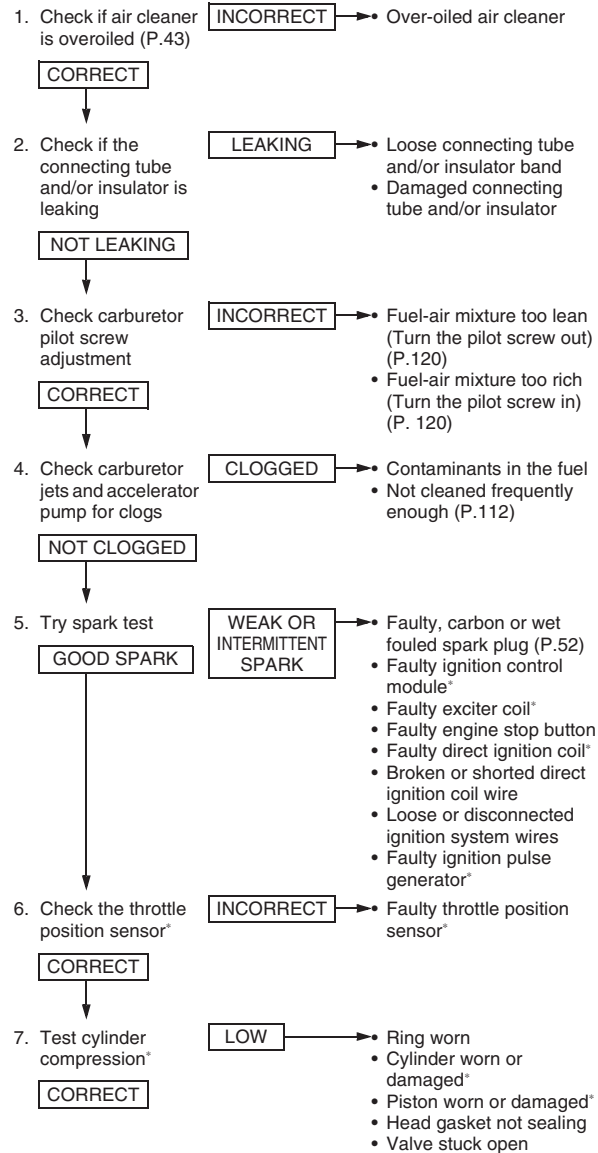 1. Check if air cleaner
is overoiled (P.43)
INCORRECT
• Over-oiled air cleaner
CORRECT
2. Check if the
connecting tube
and/or insulator is
leaking
LEAKING
• Loose connecting tube
and/or insulator band
• Damaged connecting
tube and/or insulator
NOT LEAKING
3. Check carburetor
pilot screw
adjustment
INCORRECT
• Fuel-air mixture too lean
(Turn the pilot screw out)
(P.120)
• Fuel-air mixture too rich
(Turn the pilot screw in)
(P. 120)
CORRECT
4. Check carburetor
jets and accelerator
pump for clogs
CLOGGED
• Contaminants in the fuel
• Not cleaned frequently
enough (P.112)
NOT CLOGGED
5. Try spark test
WEAK OR
INTERMITTENT
SPARK
• Faulty, carbon or wet
fouled spark plug (P.52)
• Faulty ignition control
module*
• Faulty exciter coil*
• Faulty engine stop button
• Faulty direct ignition coil*
• Broken or shorted direct
ignition coil wire
• Loose or disconnected
ignition system wires
• Faulty ignition pulse
generator*
GOOD SPARK
6. Check the throttle
position sensor*
INCORRECT
• Faulty throttle position
sensor*
CORRECT
7. Test cylinder
compression*
LOW
• Ring worn
• Cylinder worn or
damaged*
• Piston worn or damaged*
• Head gasket not sealing
• Valve stuck open
CORRECT